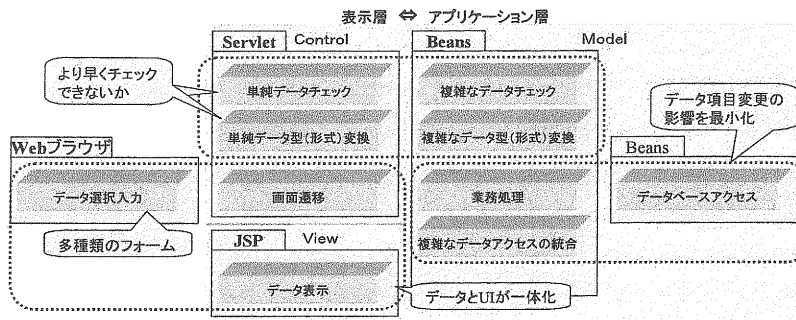 表示層 ⇔ アプリケーション層
Servlet Control
Beans Model
より早くチェック
できないか
単純データチェック
複雑なデータチェック
データ項目変更の
影響を最小化
単純データ型(形式)変換
複雑なデータ型(形式)変換
Webブラウザ
Beans
データ選択入力
画面遷移
業務処理
データベースアクセス
多種類のフォーム
JSP View
複雑なデータアクセスの統合
データ表示
データとUIが一体化